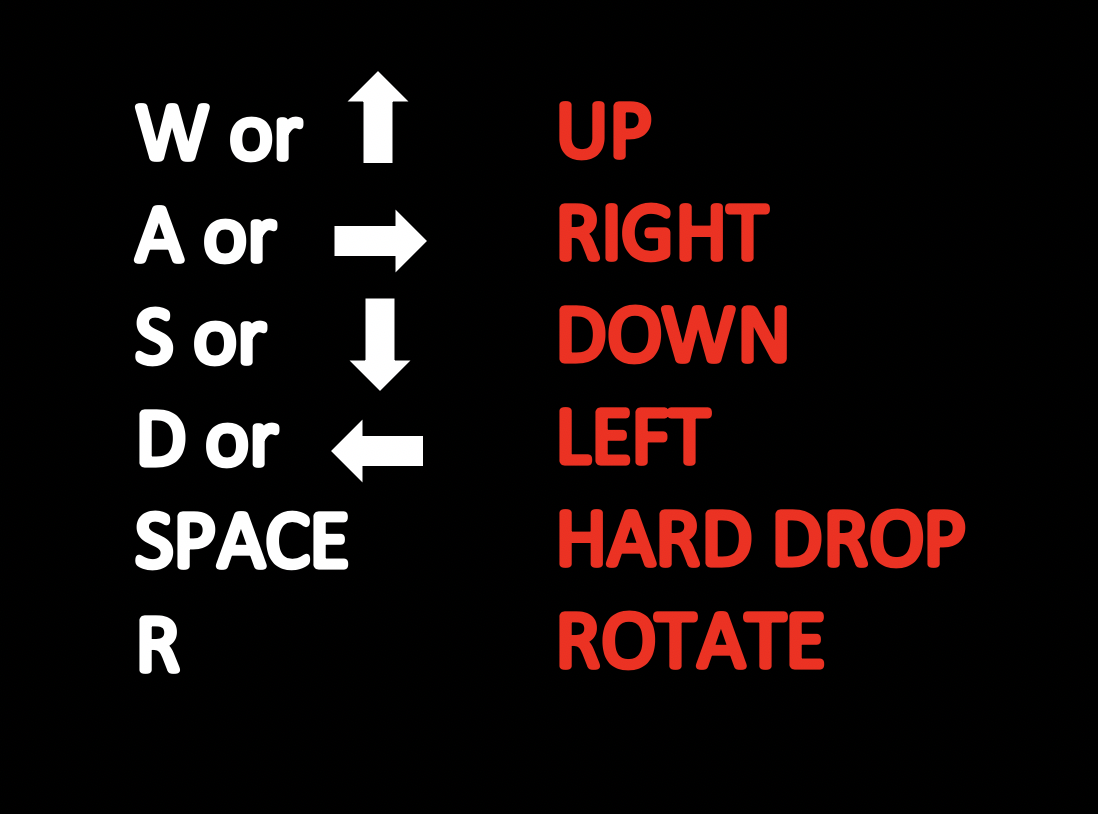 W or ⬆ UP
A or ➡ RIGHT
S or ⬇ DOWN
D or ⬅ LEFT
SPACE HARD DROP
R ROTATE